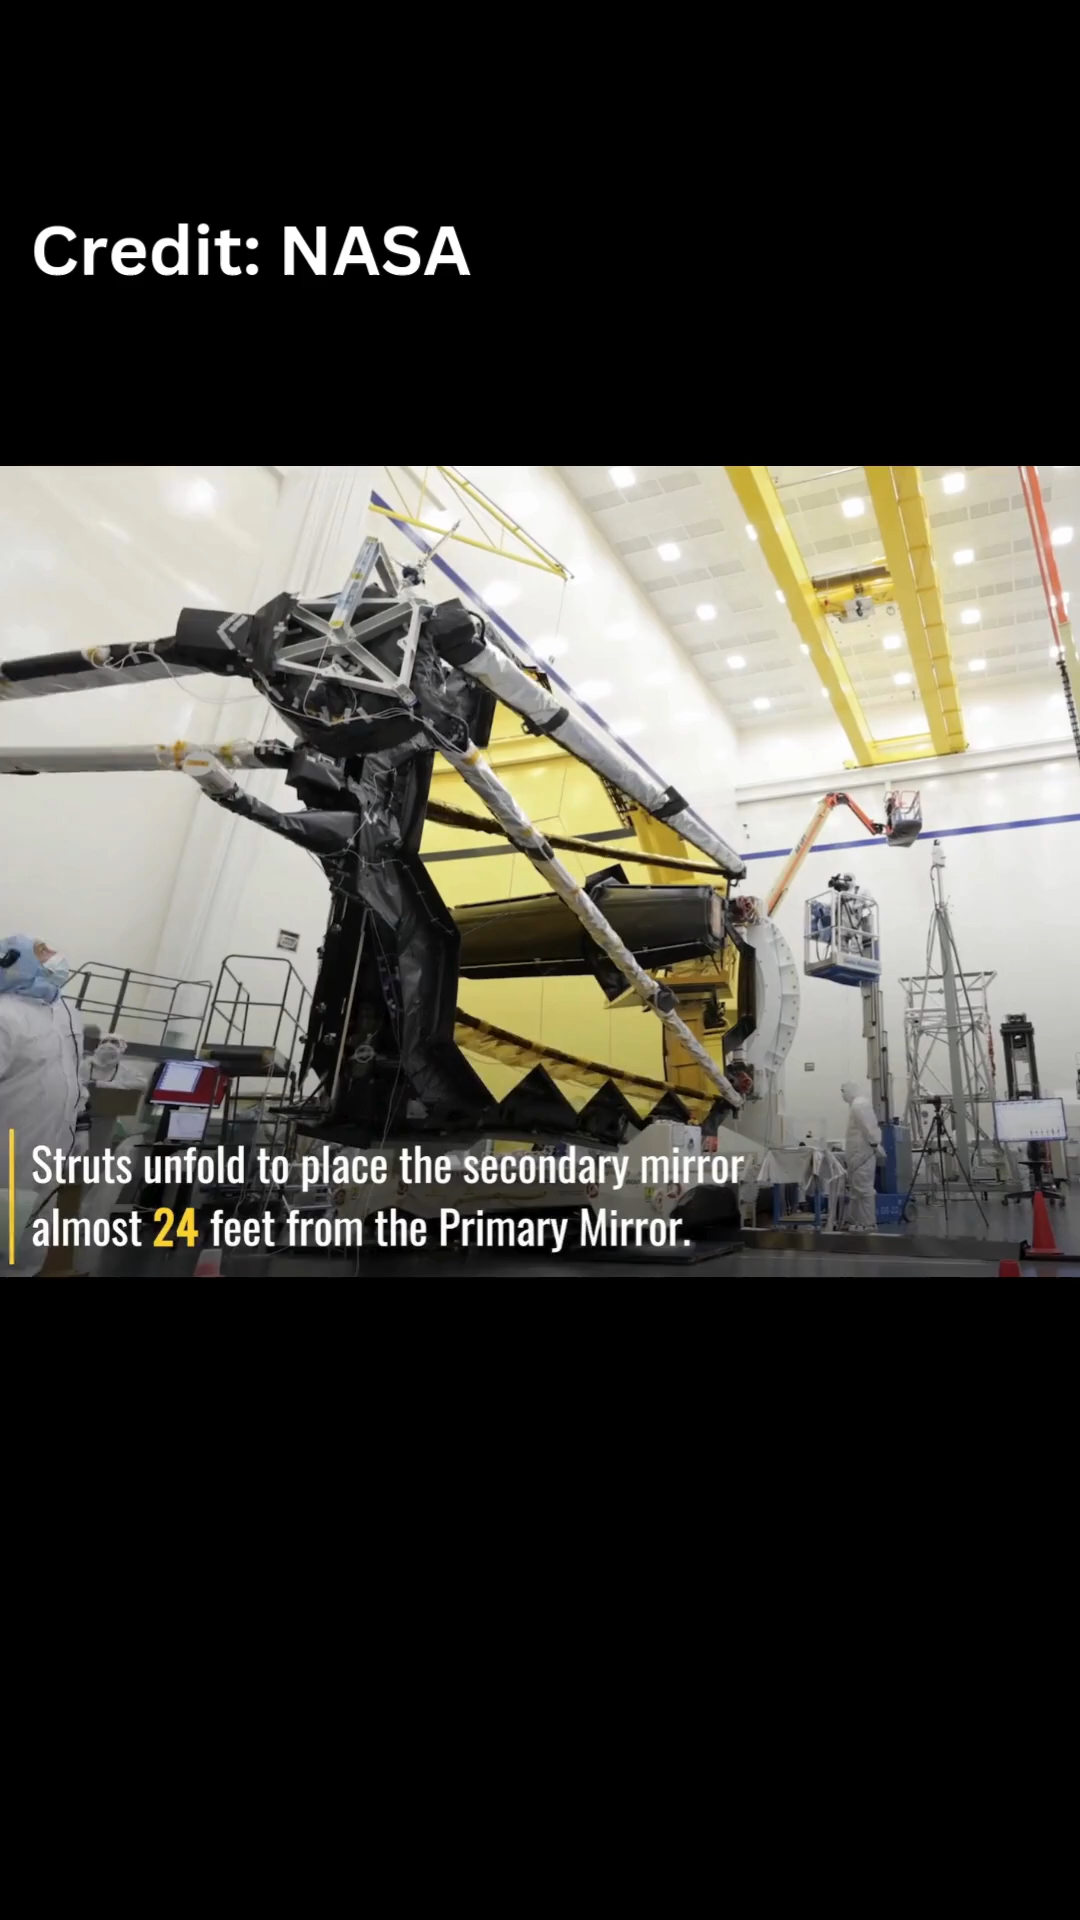 Credit: NASA
Struts unfold to place the secondary mirror
almost 24 feet from the Primary Mirror.